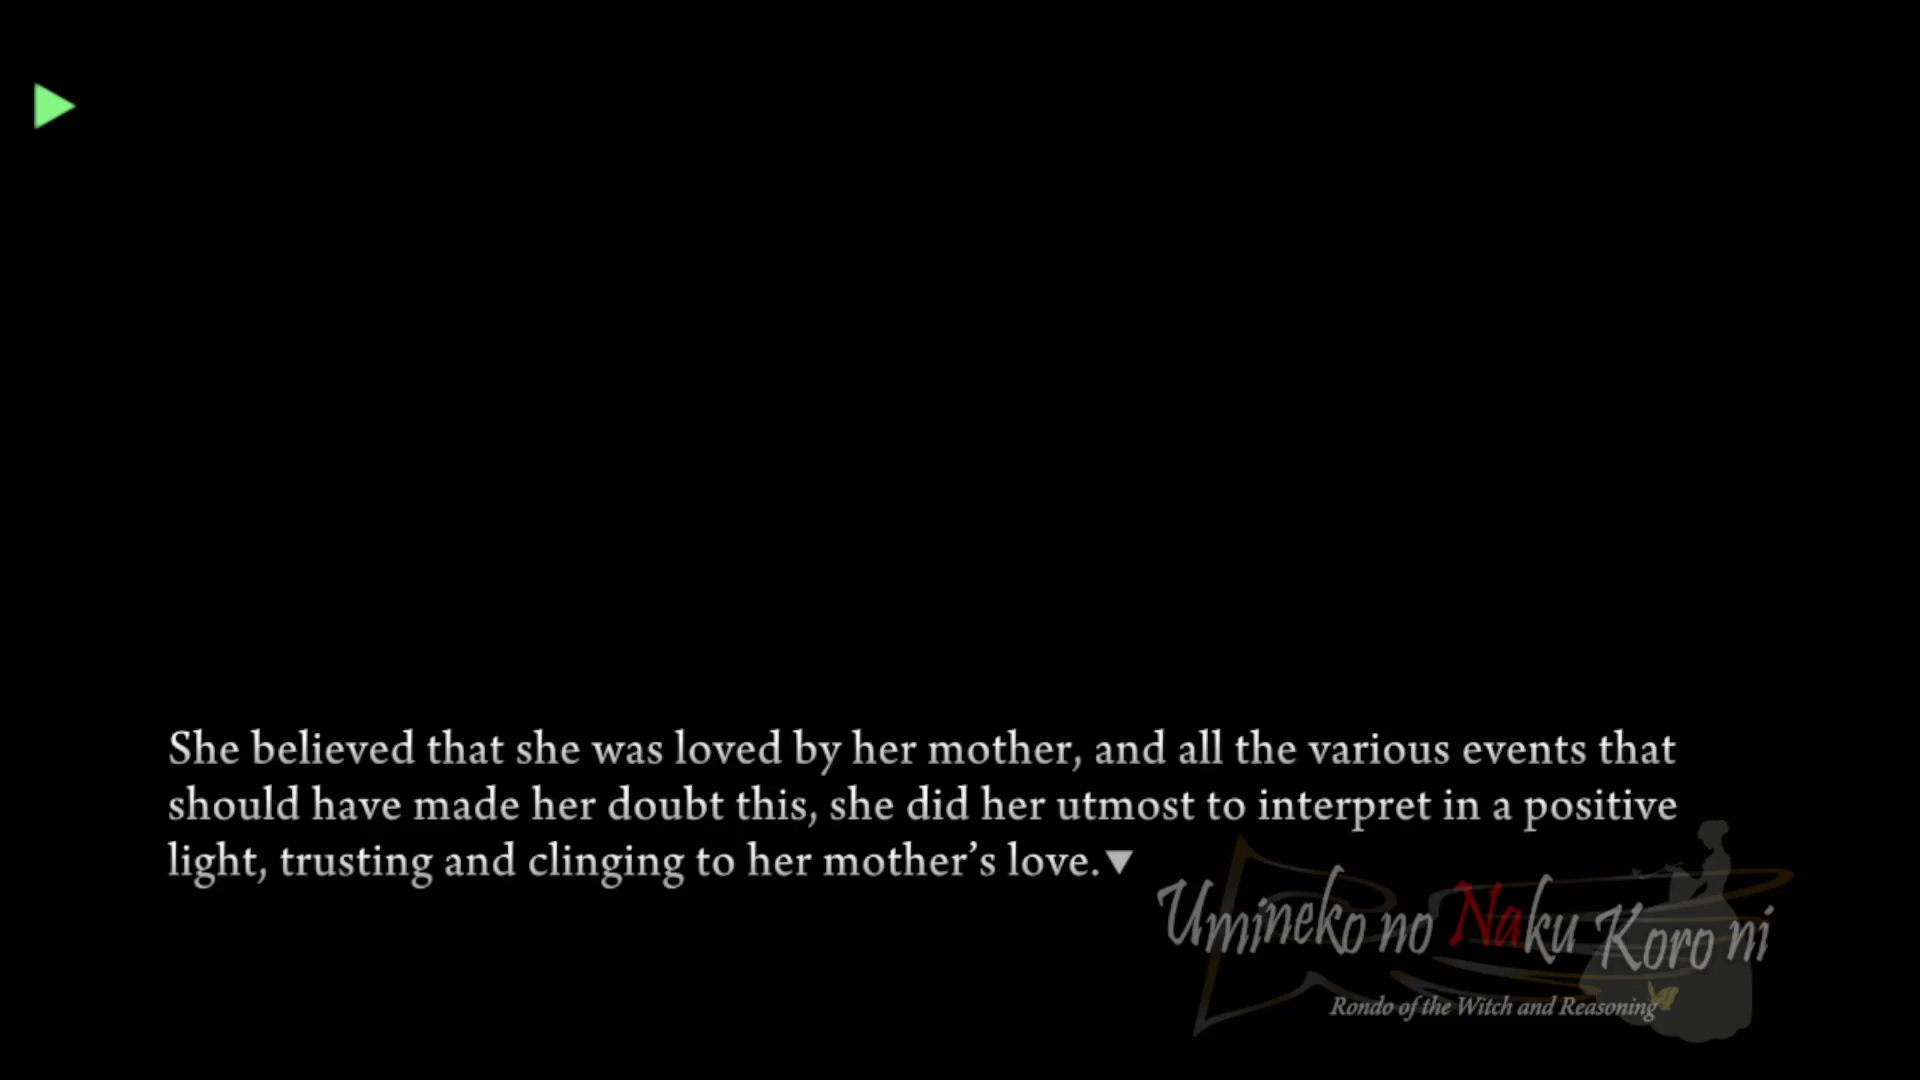 She believed that she was loved by her mother, and all the various events that
should have made her doubt this, she did her utmost to interpret in a positive
light, trusting and clinging to her mother’s love.
Umineko no Naku Koro ni
Rondo of the Witch and Reasoning